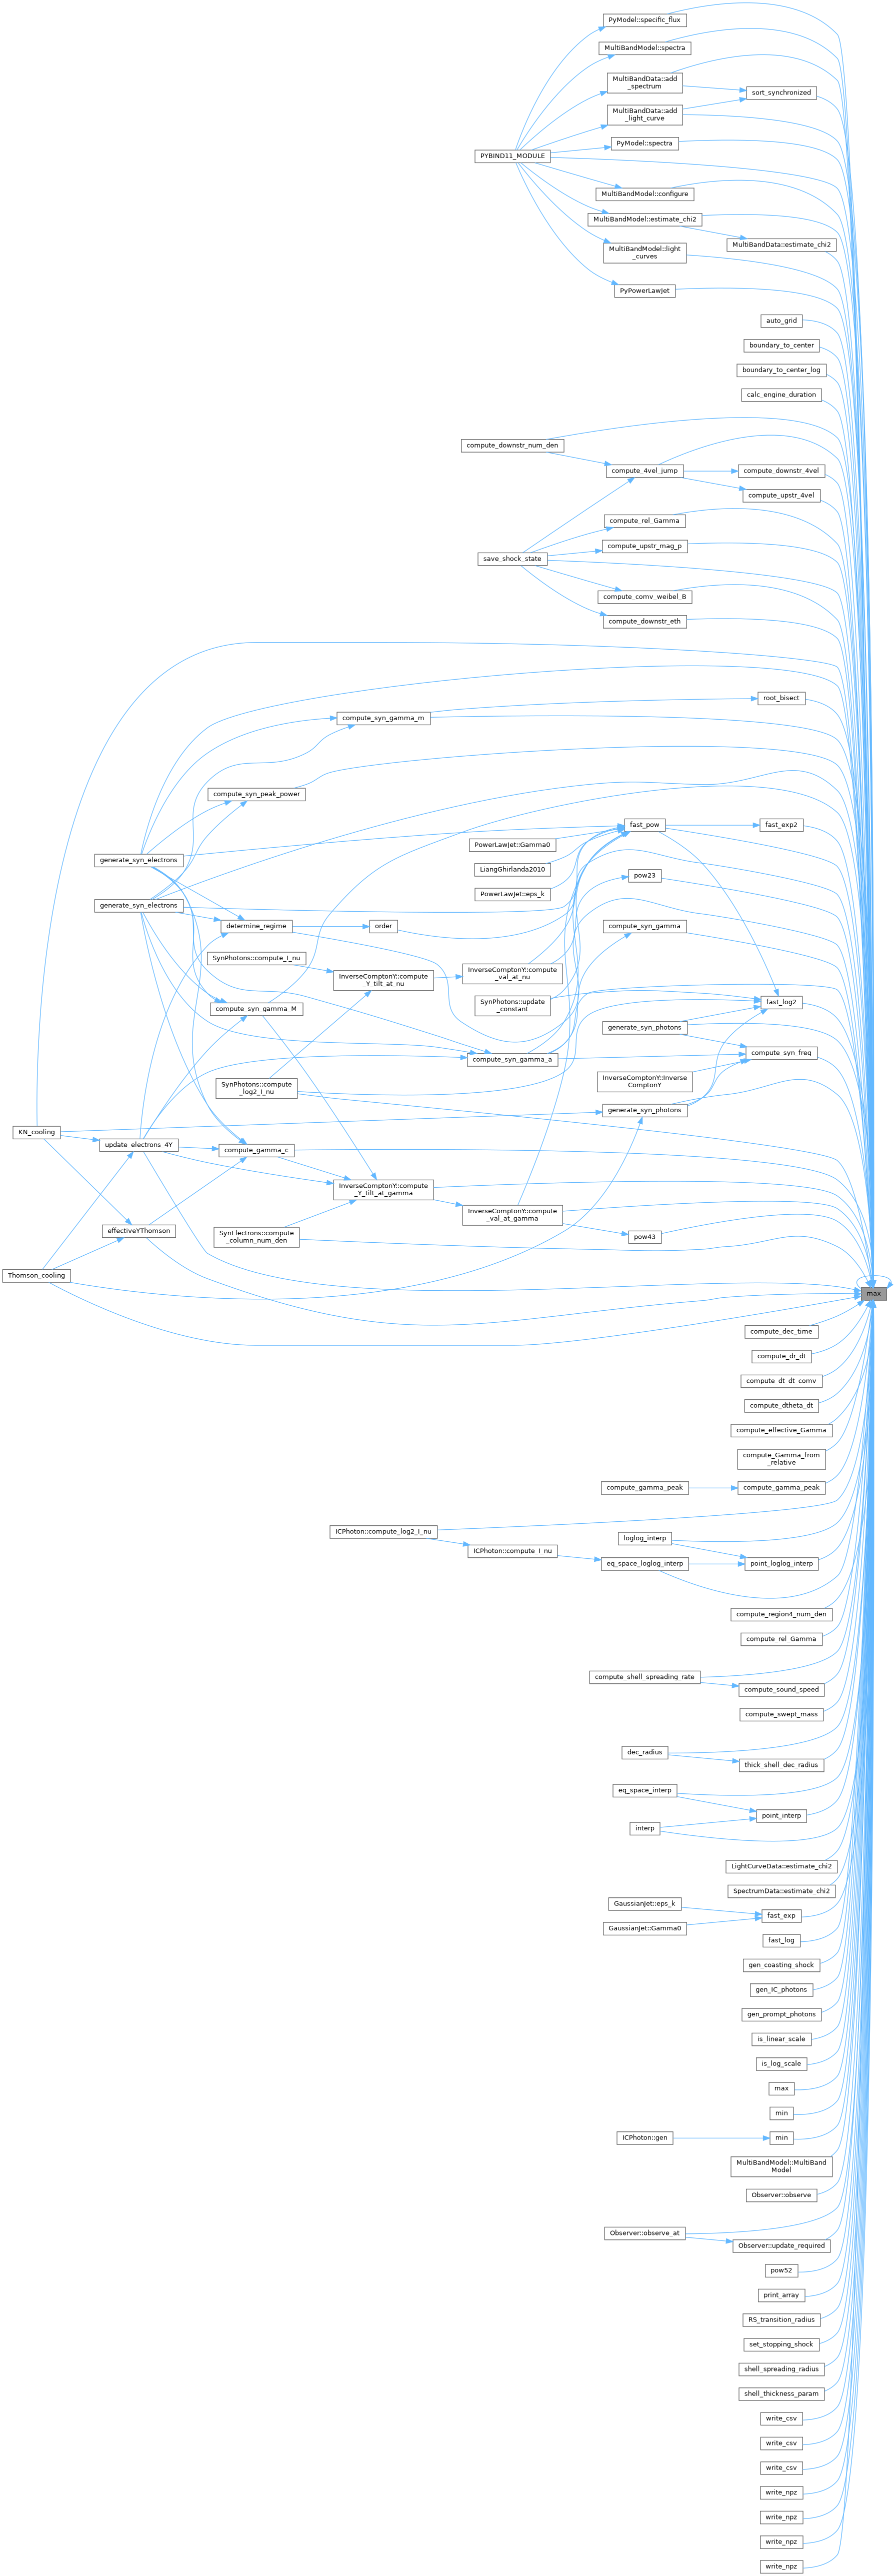 PyModel::specific_flux
MultiBandModel::spectra
MultiBandData::add
_spectrum
sort_synchronized
MultiBandData::add
_light_curve
PyModel::spectra
PYBIND11_MODULE
MultiBandModel::configure
MultiBandModel::estimate_chi2
MultiBandData::estimate_chi2
MultiBandModel::light
_curves
PyPowerLawJet
auto_grid
boundary_to_center
boundary_to_center_log
calc_engine_duration
compute_downstr_num_den
compute_4vel_jump
compute_downstr_4vel
compute_upstr_4vel
compute_rel_Gamma
compute_upstr_mag_p
save_shock_state
compute_comv_weibel_B
compute_downstr_eth
root_bisect
compute_syn_gamma_m
compute_syn_peak_power
fast_pow
fast_exp2
PowerLawJet::Gamma0
generate_syn_electrons
LiangGhirlanda2010
pow23
PowerLawJet::eps_k
generate_syn_electrons
determine_regime
order
compute_syn_gamma
SynPhotons::compute_I_nu
InverseComptonY::compute
_Y_tilt_at_nu
InverseComptonY::compute
_val_at_nu
compute_syn_gamma_M
SynPhotons::update
_constant
fast_log2
generate_syn_photons
compute_syn_freq
compute_syn_gamma_a
SynPhotons::compute
_log2_I_nu
InverseComptonY::Inverse
ComptonY
generate_syn_photons
KN_cooling
update_electrons_4Y
compute_gamma_c
InverseComptonY::compute
_Y_tilt_at_gamma
InverseComptonY::compute
_val_at_gamma
effectiveYThomson
SynElectrons::compute
_column_num_den
pow43
Thomson_cooling
max
compute_dec_time
compute_dr_dt
compute_dt_dt_comv
compute_dtheta_dt
compute_effective_Gamma
compute_Gamma_from
_relative
compute_gamma_peak
compute_gamma_peak
ICPhoton::compute_log2_I_nu
loglog_interp
ICPhoton::compute_I_nu
eq_space_loglog_interp
point_loglog_interp
compute_region4_num_den
compute_rel_Gamma
compute_shell_spreading_rate
compute_sound_speed
compute_swept_mass
dec_radius
thick_shell_dec_radius
eq_space_interp
point_interp
interp
LightCurveData::estimate_chi2
SpectrumData::estimate_chi2
GaussianJet::eps_k
fast_exp
GaussianJet::Gamma0
fast_log
gen_coasting_shock
gen_IC_photons
gen_prompt_photons
is_linear_scale
is_log_scale
max
min
ICPhoton::gen
min
MultiBandModel::MultiBand
Model
Observer::observe
Observer::observe_at
Observer::update_required
pow52
print_array
RS_transition_radius
set_stopping_shock
shell_spreading_radius
shell_thickness_param
write_csv
write_csv
write_csv
write_npz
write_npz
write_npz
write_npz